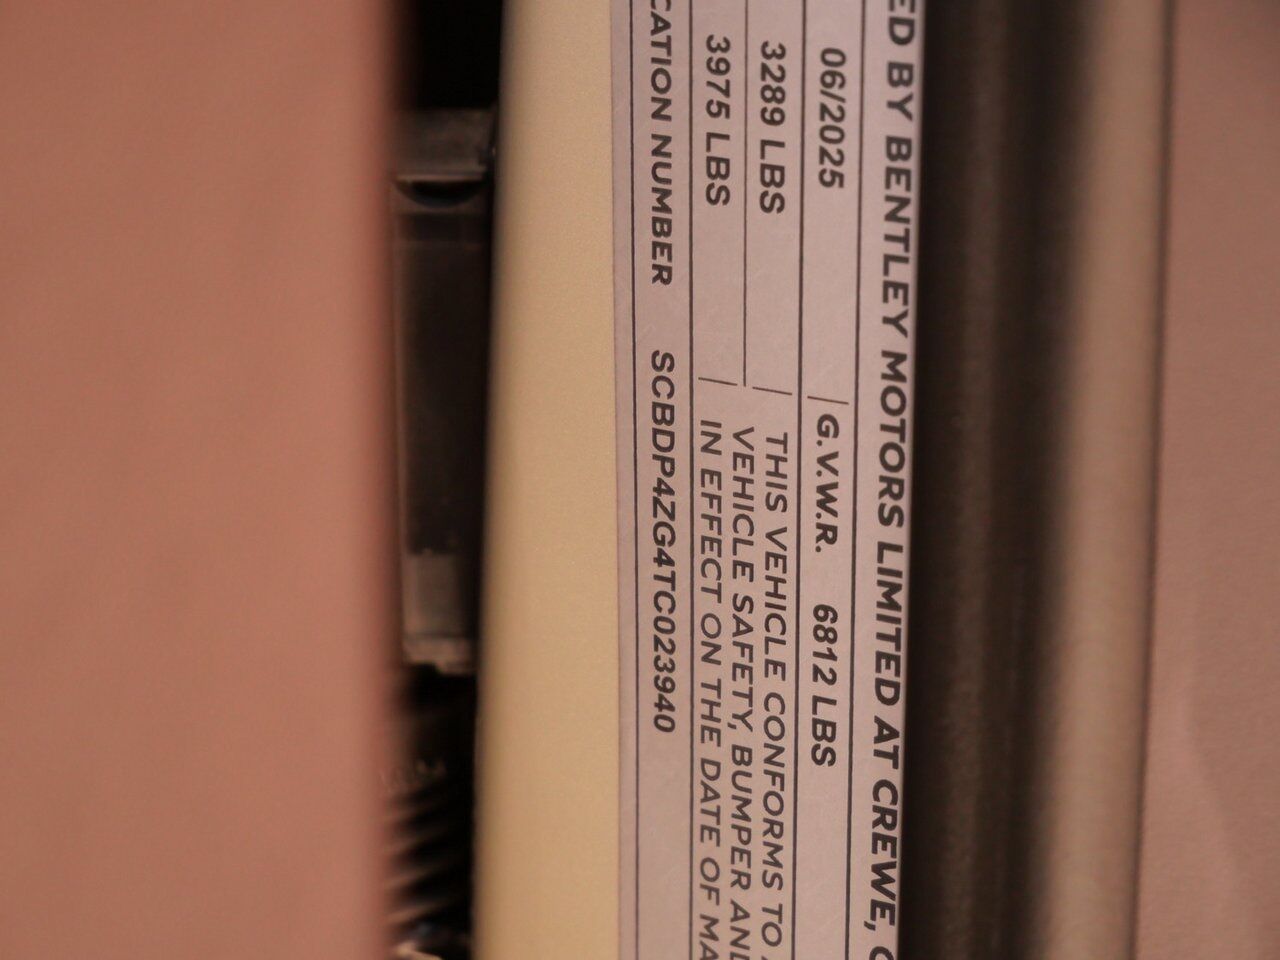 ED BY BENTLEY MOTORS LIMITED AT CREWE,
06/2025 G.V.W.R. 6812 LBS
3289 LBS THIS VEHICLE CONFORMS TO
VEHICLE SAFETY, BUMPER AND
3975 LBS IN EFFECT ON THE DATE OF MA
CATION NUMBER SCBDP4ZG4TC023940